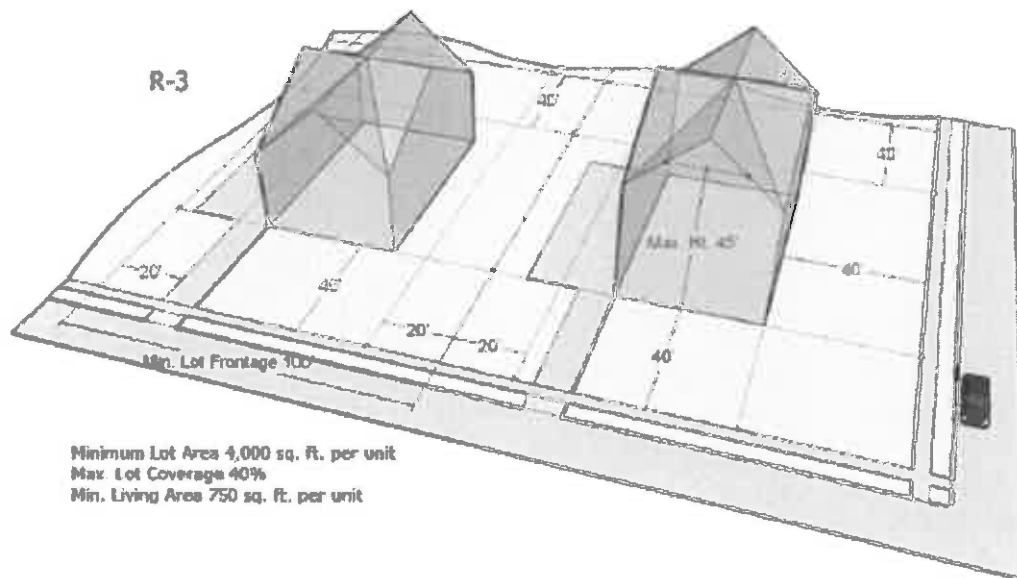 R-3
40'
40'
Max. Ht. 45'
20'
40'
40'
20'
20'
40'
Min. Lot Frontage 100'
Minimum Lot Area 4,000 sq. ft. per unit
Max. Lot Coverage 40%
Min. Living Area 750 sq. ft. per unit